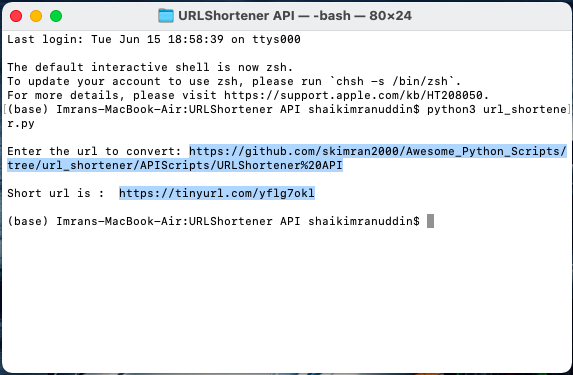 URLShortener API — -bash — 80×24
Last login: Tue Jun 15 18:58:39 on ttys000
The default interactive shell is now zsh.
To update your account to use zsh, please run `chsh -s /bin/zsh`.
For more details, please visit https://support.apple.com/kb/HT208050.
[(base) Imrans-MacBook-Air:URLShortener API shaikimranuddin$ python3 url_shortene]
r.py
Enter the url to convert: https://github.com/skimran2000/Awesome_Python_Scripts/
tree/url_shortener/APIScripts/URLShortener%20API
Short url is :  https://tinyurl.com/yflg7okl
(base) Imrans-MacBook-Air:URLShortener API shaikimranuddin$